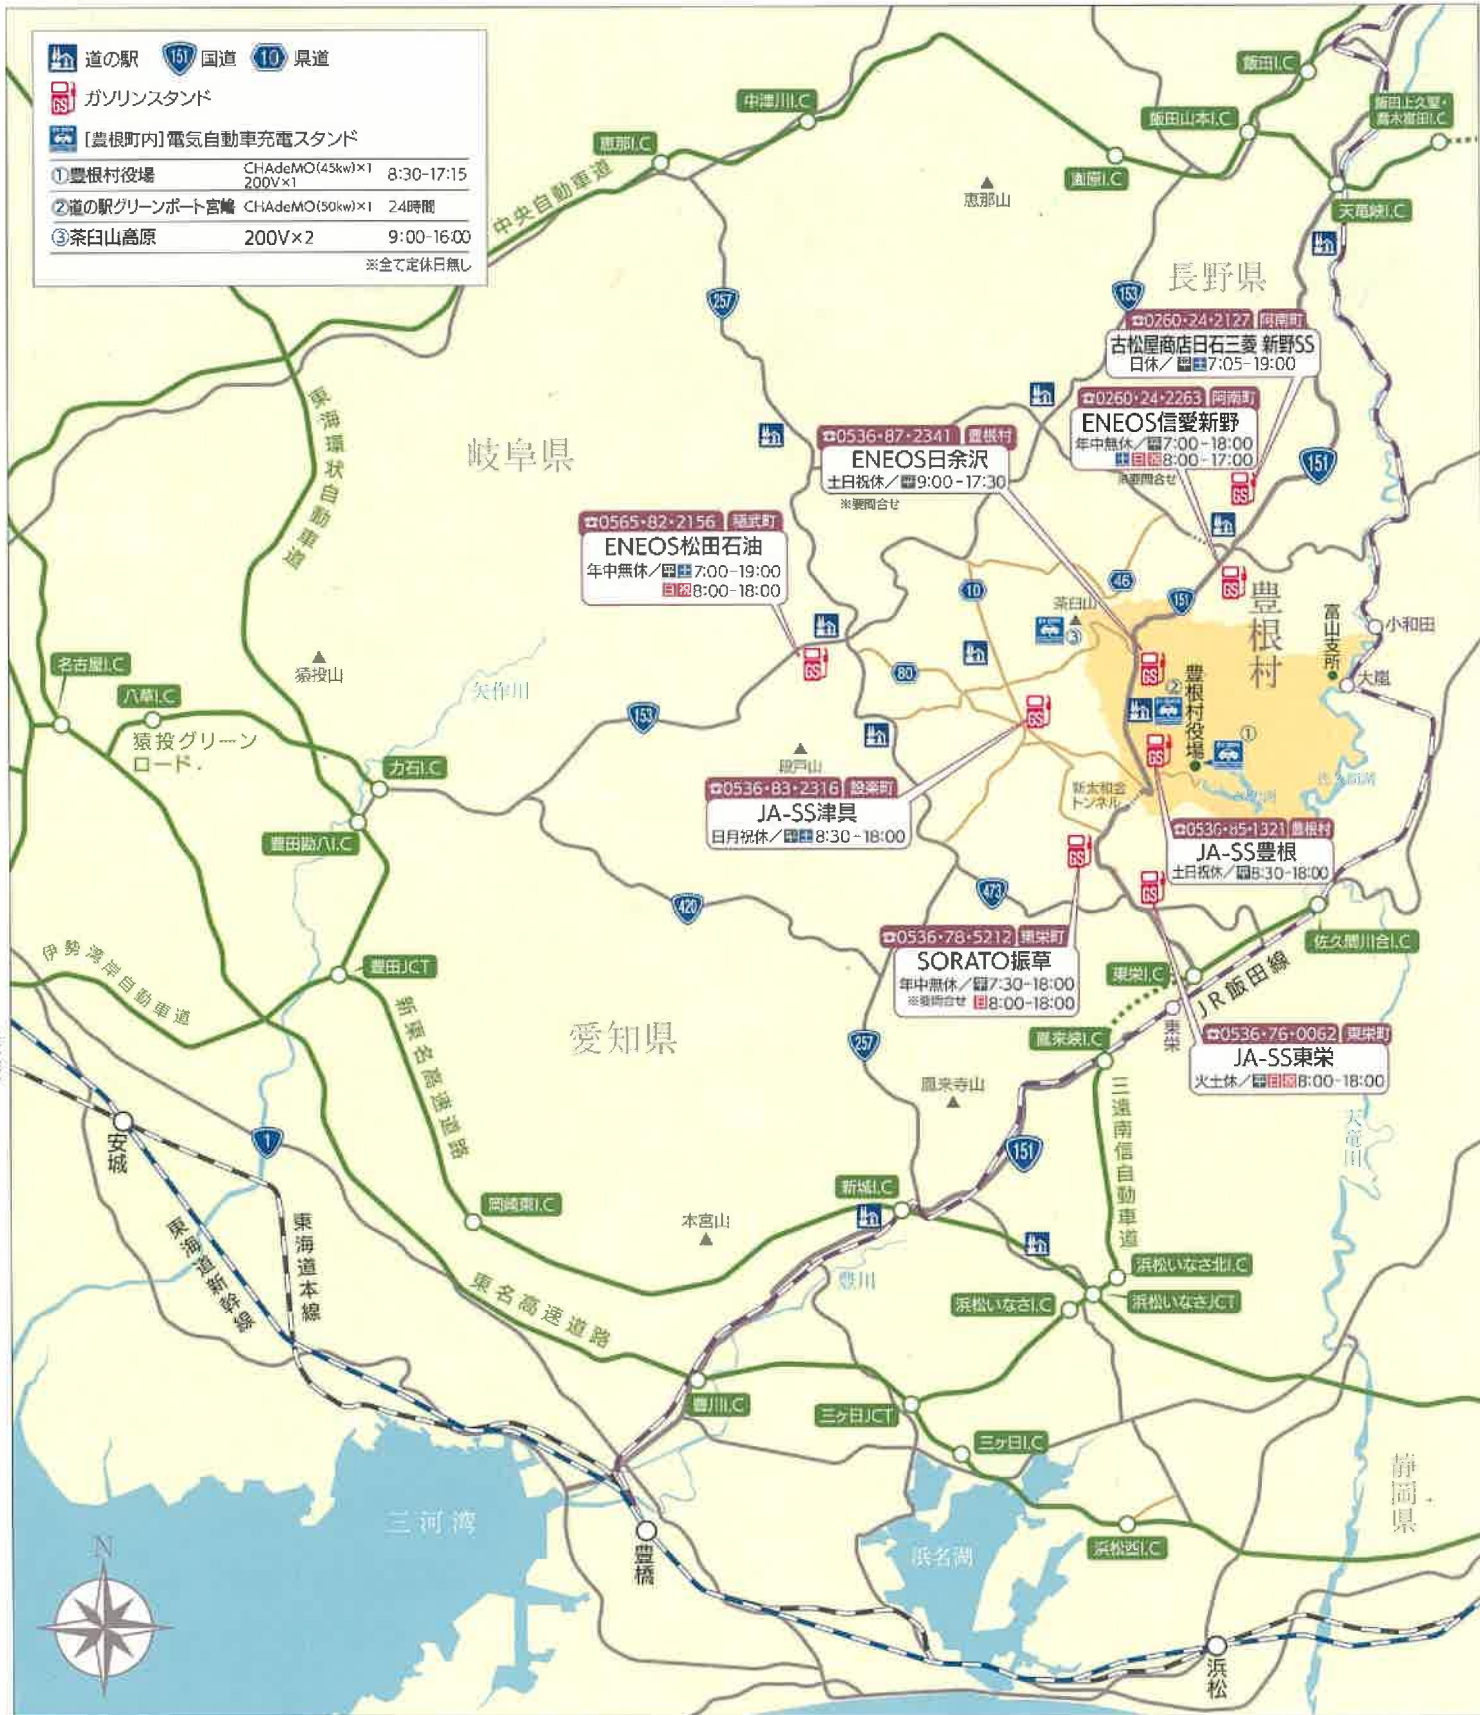 道の駅 151 国道 10 県道
GS ガソリンスタンド
[豊根町内]電気自動車充電スタンド
①豊根村役場 CHAdeMO(45kw)×1 200V×1 8:30-17:15
②道の駅グリーンポート宮嶋 CHAdeMO(50kw)×1 24時間
③茶臼山高原 200V×2 9:00-16:00
※全て定休日無し
飯田I.C
中津川I.C
飯田山本I.C
恵那I.C
園原I.C
天竜峡I.C
中央自動車道
恵那山
長野県
257
153
☎0260・24・2127 阿南町
古松屋商店日石三菱 新野SS
日休/平土7:05-19:00
☎0260・24・2263 阿南町
ENEOS信愛新野
年中無休/平7:00-18:00
土日祝8:00-17:00
※要問合せ
東海環状自動車道
岐阜県
☎0536・87・2341 豊根村
ENEOS日余沢
土日祝休/平9:00-17:30
※要問合せ
151
GS
☎0565・82・2156 稲武町
ENEOS松田石油
年中無休/平土7:00-19:00
日祝8:00-18:00
10
46
151
GS
茶臼山
③
豊根村
富山支所
小和田
大嵐
名古屋I.C
八草I.C
猿投山
矢作川
GS
80
GS
②
豊根村役場
①
猿投グリーン
ロード
153
段戸山
GS
GS
力石I.C
新太和金
トンネル
佐久間湖
☎0536・83・2316 設楽町
JA-SS津具
日月祝休/平土8:30-18:00
豊田勘八I.C
☎0536・85・1321 豊根村
JA-SS豊根
土日祝休/平8:30-18:00
GS
GS
420
473
☎0536・78・5212 東栄町
SORATO振草
年中無休/平7:30-18:00
※要問合せ 日8:00-18:00
佐久間川合I.C
伊勢湾岸自動車道
豊田JCT
東栄I.C
JR飯田線
東栄
新東名高速道路
愛知県
257
鳳来峡I.C
☎0536・76・0062 東栄町
JA-SS東栄
火土休/平日祝8:00-18:00
鳳来寺山
三遠南信自動車道
天竜川
安城
1
151
新城I.C
岡崎東I.C
本宮山
東海道新幹線
東海道本線
東名高速道路
豊川
浜松いなさ北I.C
浜松いなさI.C
浜松いなさJCT
豊川I.C
三ヶ日JCT
三ヶ日I.C
静岡県
三河湾
豊橋
浜名湖
浜松西I.C
N
浜松